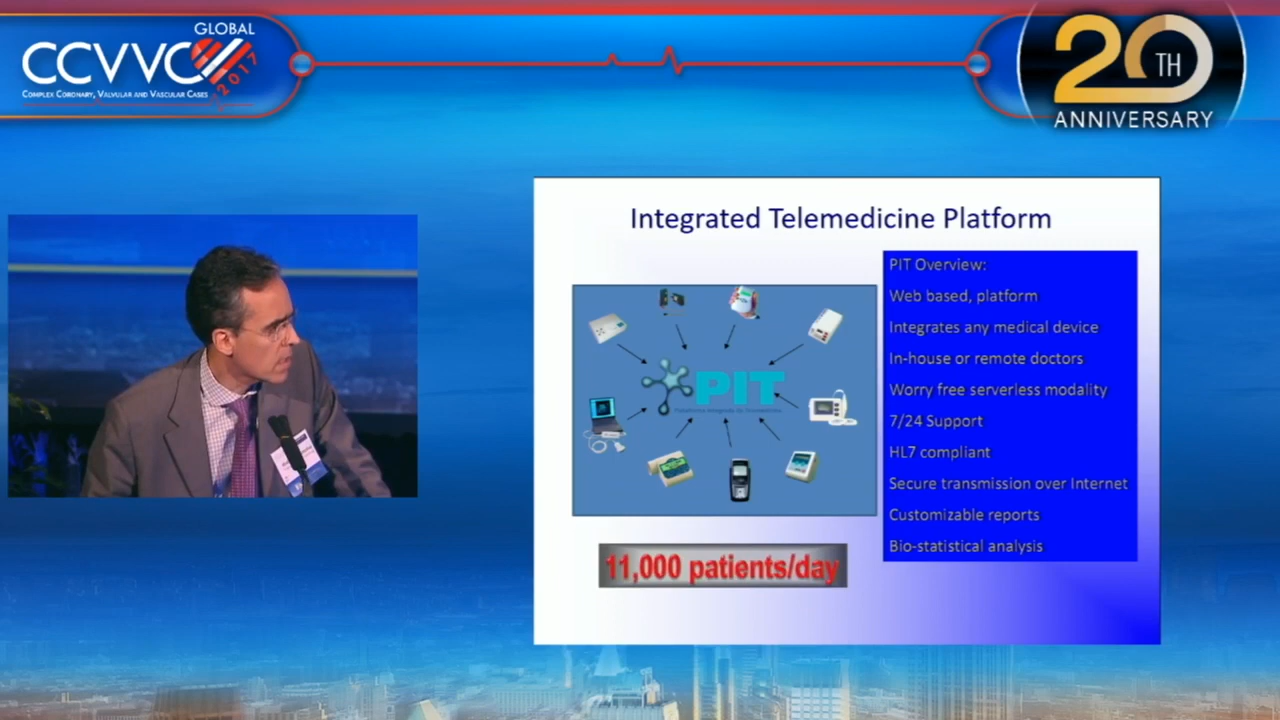 GLOBAL
CCVVC
2017
COMPLEX CORONARY, VALVULAR AND VASCULAR CASES
20TH
ANNIVERSARY
Integrated Telemedicine Platform
PIT
PIT Overview:
Web based, platform
Integrates any medical device
In-house or remote doctors
Worry free serverless modality
7/24 Support
HL7 compliant
Secure transmission over Internet
Customizable reports
Bio-statistical analysis
11,000 patients/day